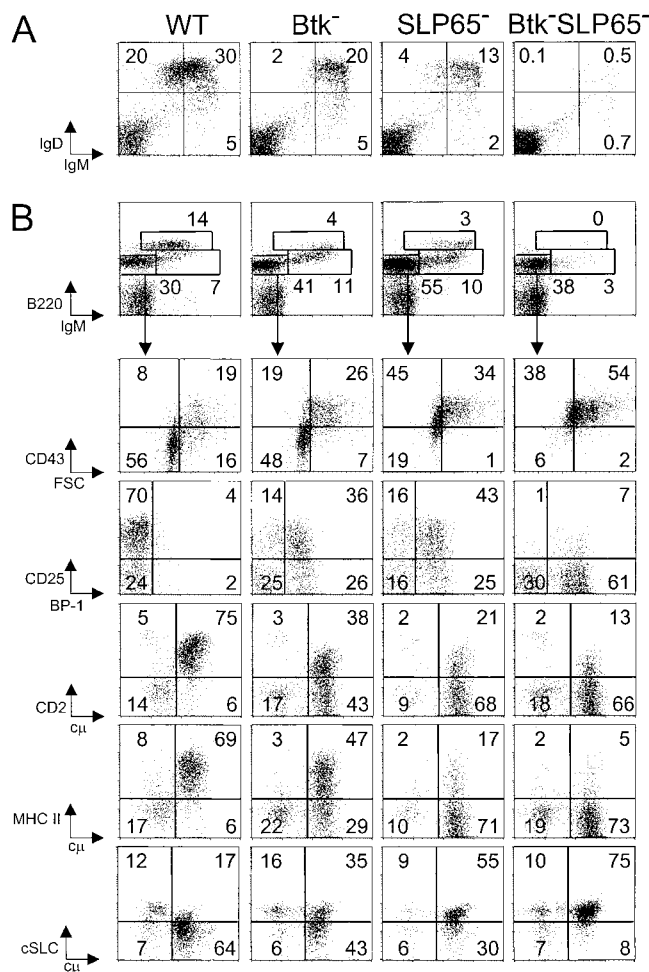 A
WT Btk⁻ SLP65⁻ Btk⁻SLP65⁻
20 30 2 20 4 13 0.1 0.5
5 5 2 0.7
IgD
IgM
B
14 4 3 0
30 7 41 11 55 10 38 3
B220
IgM
8 19 19 26 45 34 38 54
56 16 48 7 19 1 6 2
CD43
FSC
70 4 14 36 16 43 1 7
24 2 25 26 16 25 30 61
CD25
BP-1
5 75 3 38 2 21 2 13
14 6 17 43 9 68 18 66
CD2
cμ
8 69 3 47 2 17 2 5
17 6 22 29 10 71 19 73
MHC II
cμ
12 17 16 35 9 55 10 75
7 64 6 43 6 30 7 8
cSLC
cμ